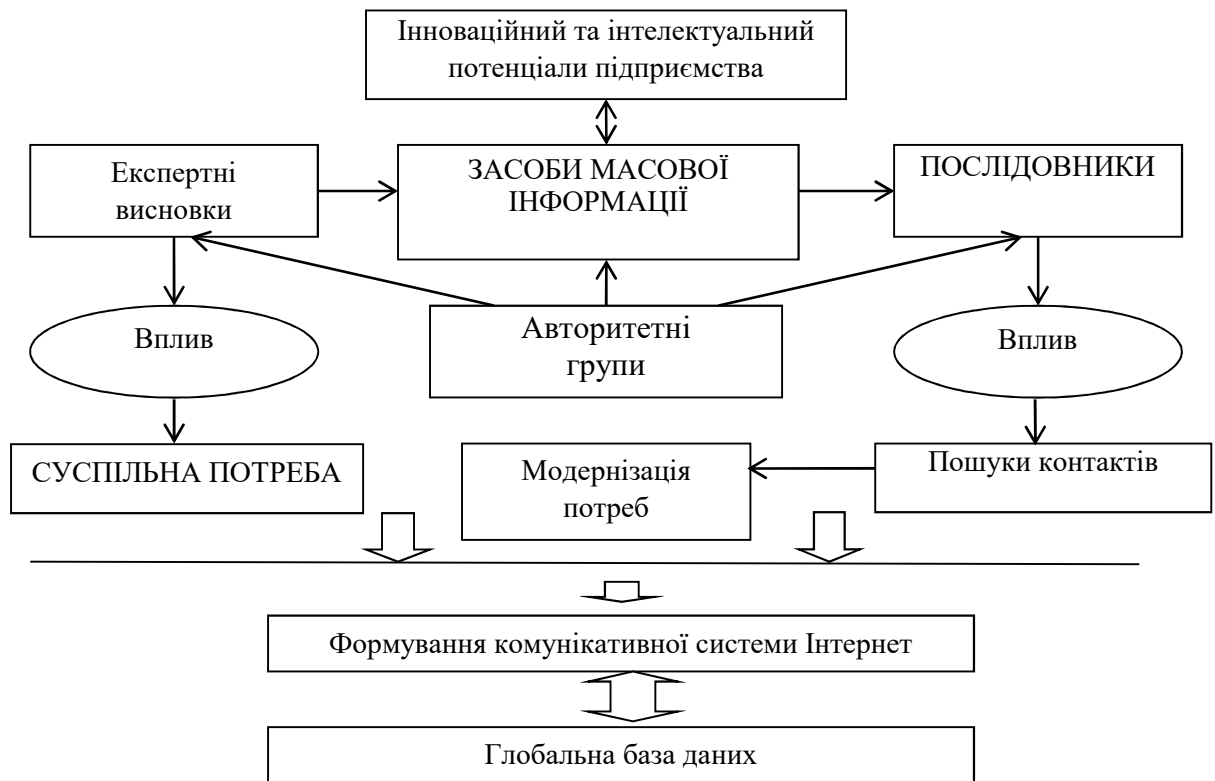 Інноваційний та інтелектуальний
потенціали підприємства
Експертні
висновки
ЗАСОБИ МАСОВОЇ
ІНФОРМАЦІЇ
ПОСЛІДОВНИКИ
Вплив
Авторитетні
групи
Вплив
СУСПІЛЬНА ПОТРЕБА
Модернізація
потреб
Пошуки контактів
Формування комунікативної системи Інтернет
Глобальна база даних